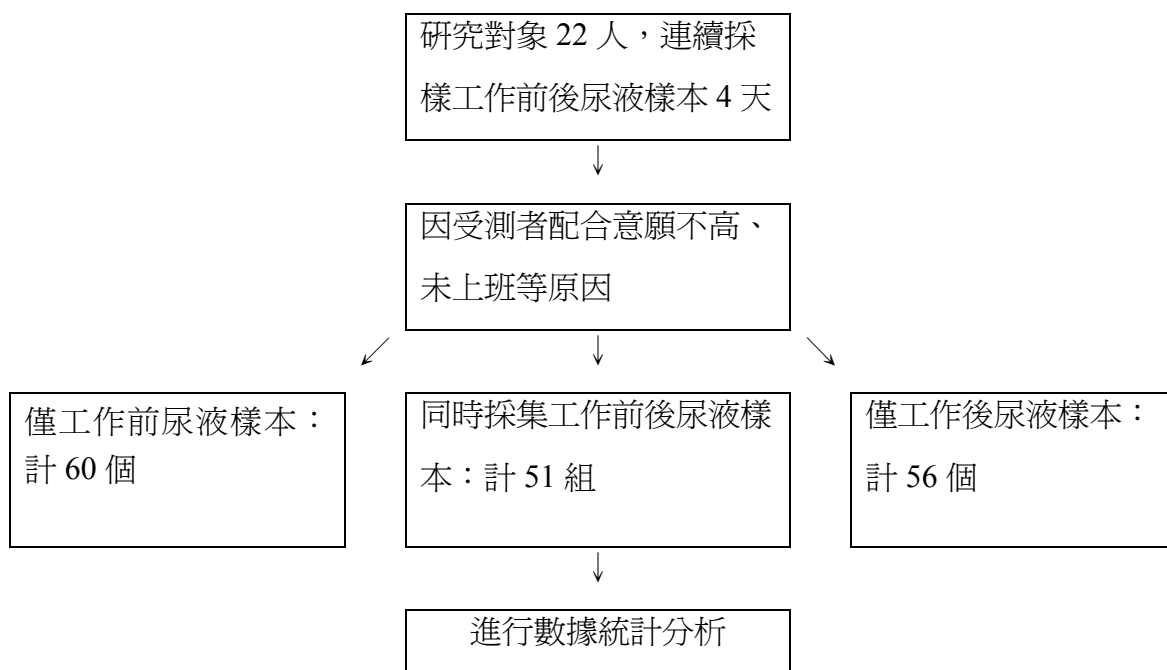 研究對象 22 人，連續採
樣工作前後尿液樣本 4 天
因受測者配合意願不高、
未上班等原因
僅工作前尿液樣本：
計 60 個
同時採集工作前後尿液樣
本：計 51 組
僅工作後尿液樣本：
計 56 個
進行數據統計分析